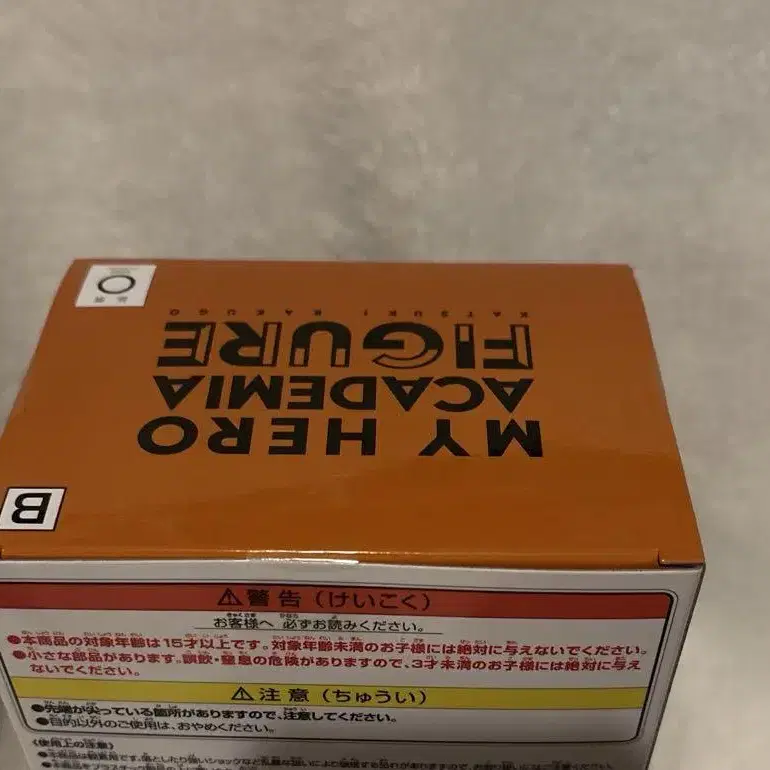 MY HERO
ACADEMIA
FIGURE
KATSUKI BAKUGO
B
⚠警告(けいこく)
お客様へ 必ずお読みください。
●本商品の対象年齢は15才以上です。対象年齢未満のお子様には絶対に与えないでください。
●小さな部品があります。誤飲・窒息の危険がありますので、3才未満のお子様には絶対に与え
ないでください。
⚠注意(ちゅうい)
●先端が尖っている箇所がありますので、注意してください。
●目的以外のご使用は、おやめください。
《使用上の注意》